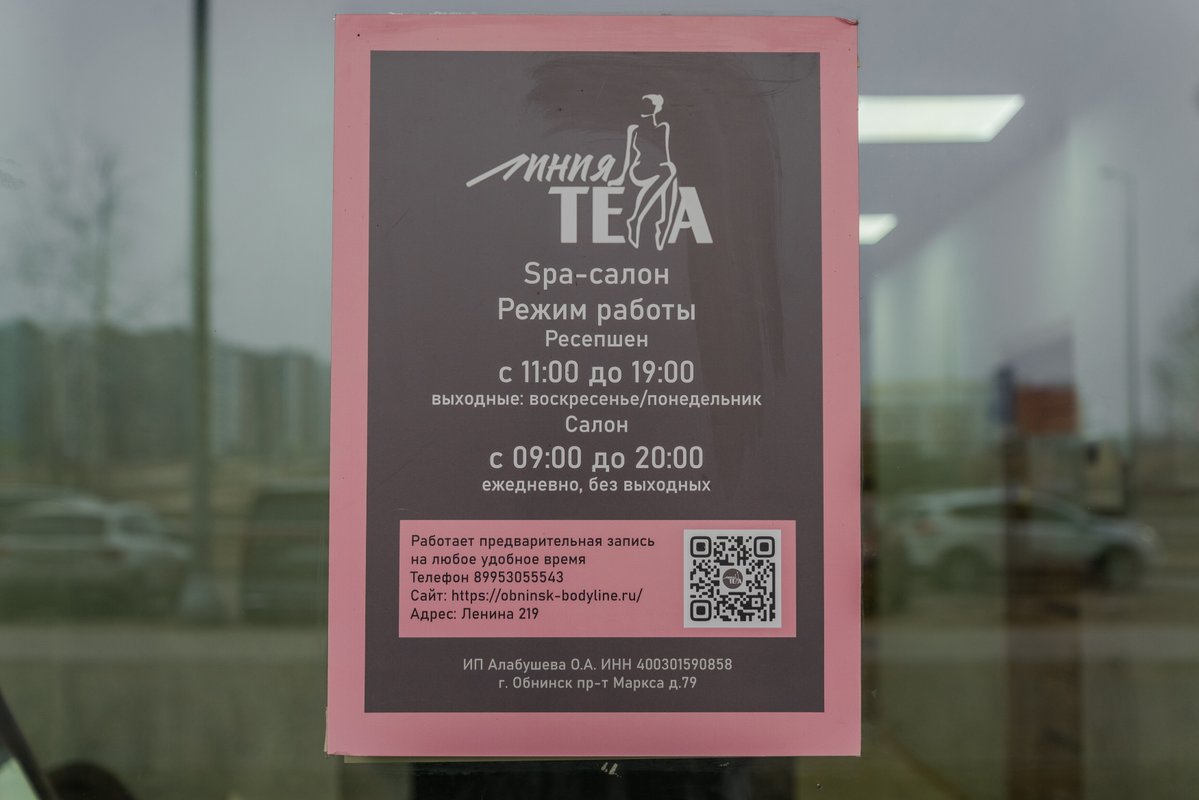 линия
ТЕЛА
Spa-салон
Режим работы
Ресепшен
с 11:00 до 19:00
выходные: воскресенье/понедельник
Салон
с 09:00 до 20:00
ежедневно, без выходных
Работает предварительная запись
на любое удобное время
Телефон 89953055543
Сайт: https://obninsk-bodyline.ru/
Адрес: Ленина 219
ИП Алабушева О.А. ИНН 400301590858
г. Обнинск пр-т Маркса д.79